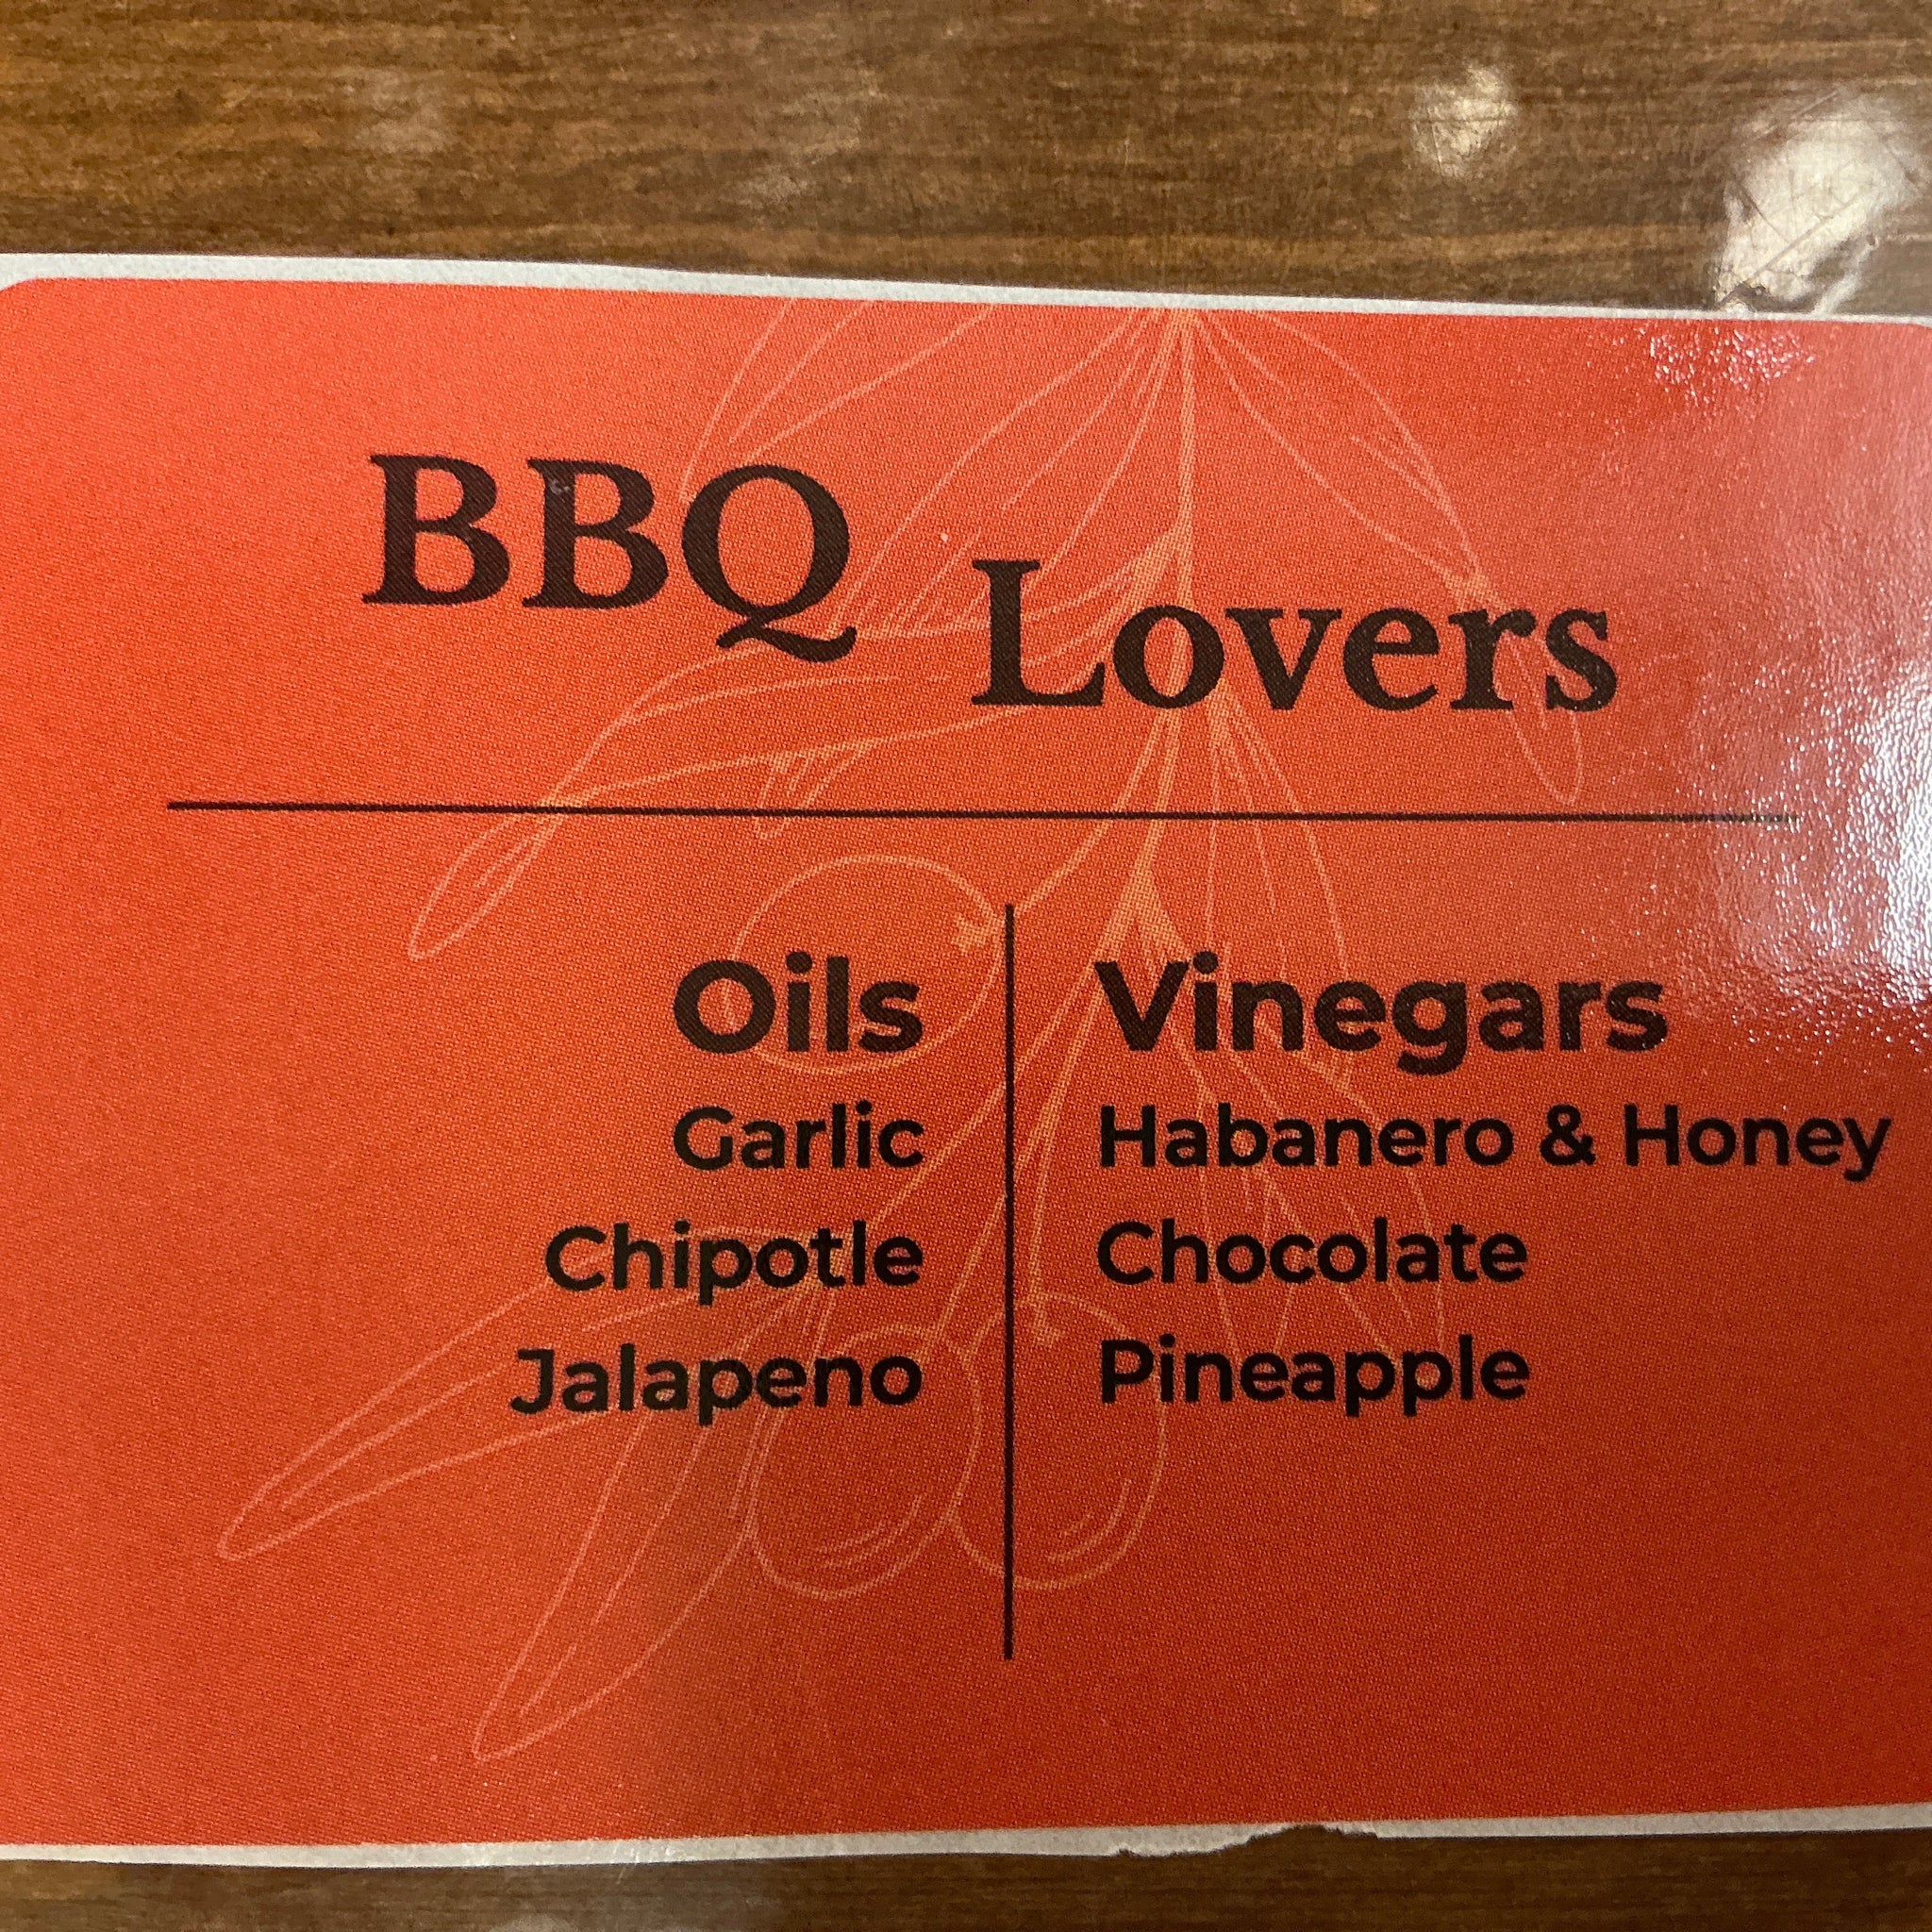 BBQ Lovers
Oils
Garlic
Chipotle
Jalapeno
Vinegars
Habanero & Honey
Chocolate
Pineapple